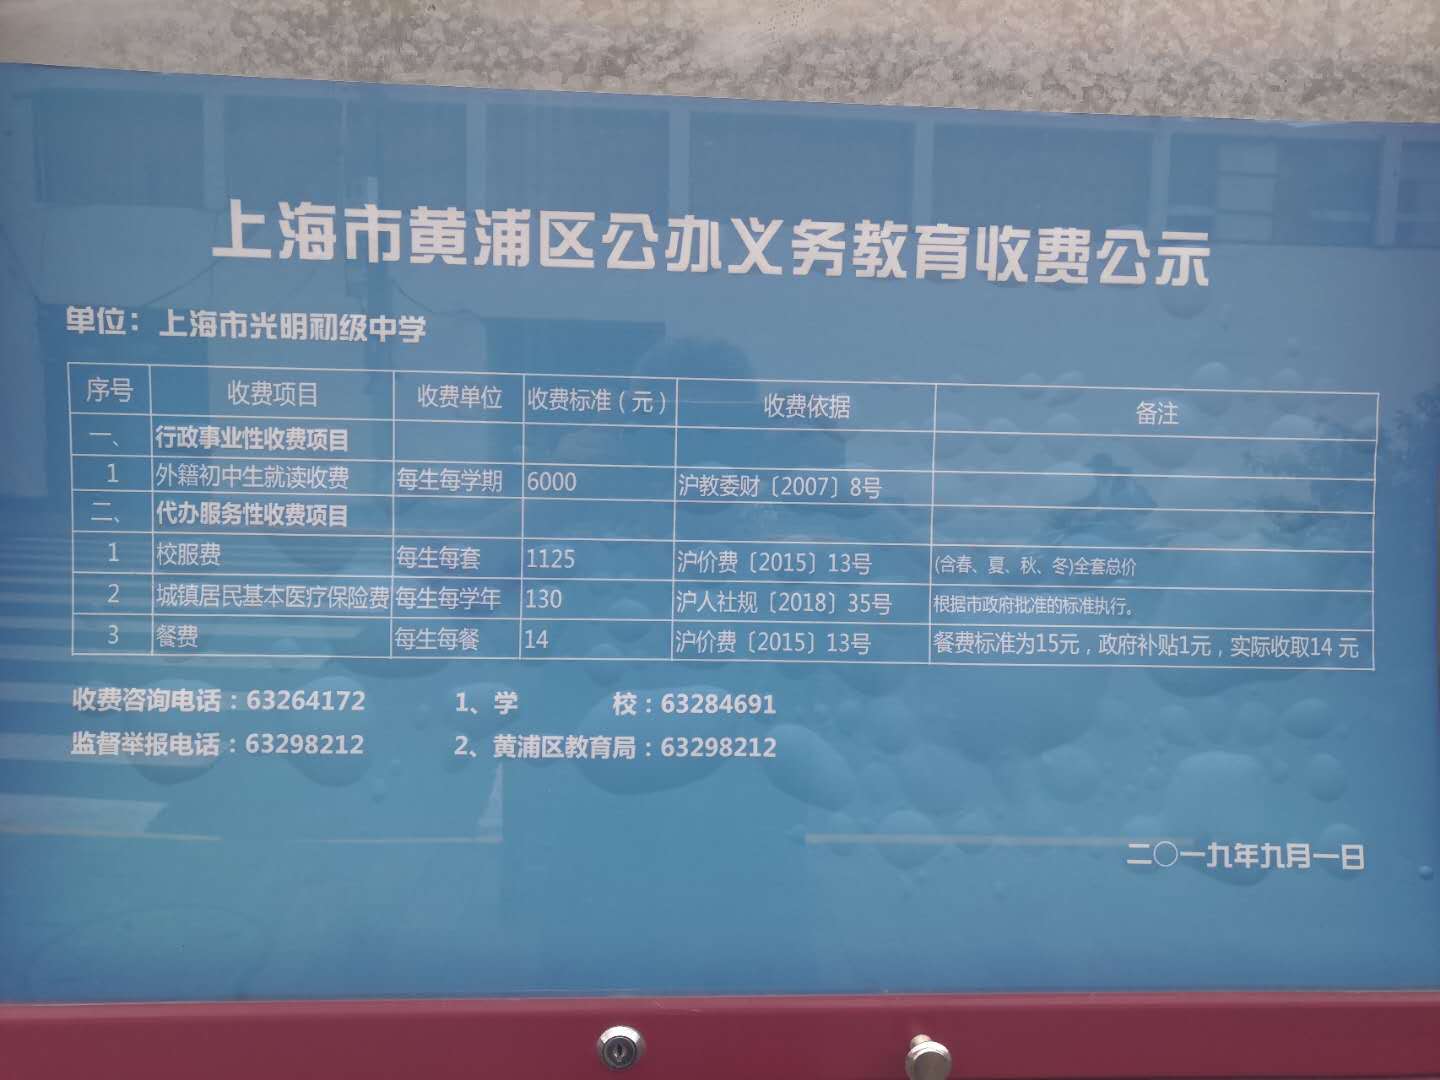 上海市黄浦区公办义务教育收费公示
单位：上海市光明初级中学
序号 收费项目 收费单位 收费标准（元） 收费依据 备注
一、 行政事业性收费项目
1 外籍初中生就读收费 每生每学期 6000 沪教委财〔2007〕8号
二、 代办服务性收费项目
1 校服费 每生每套 1125 沪价费〔2015〕13号 (含春、夏、秋、冬)全套总价
2 城镇居民基本医疗保险费 每生每学年 130 沪人社规〔2018〕35号 根据市政府批准的标准执行。
3 餐费 每生每餐 14 沪价费〔2015〕13号 餐费标准为15元，政府补贴1元，实际收取14 元
收费咨询电话：63264172 1、学 校：63284691
监督举报电话：63298212 2、黄浦区教育局：63298212
二〇一九年九月一日